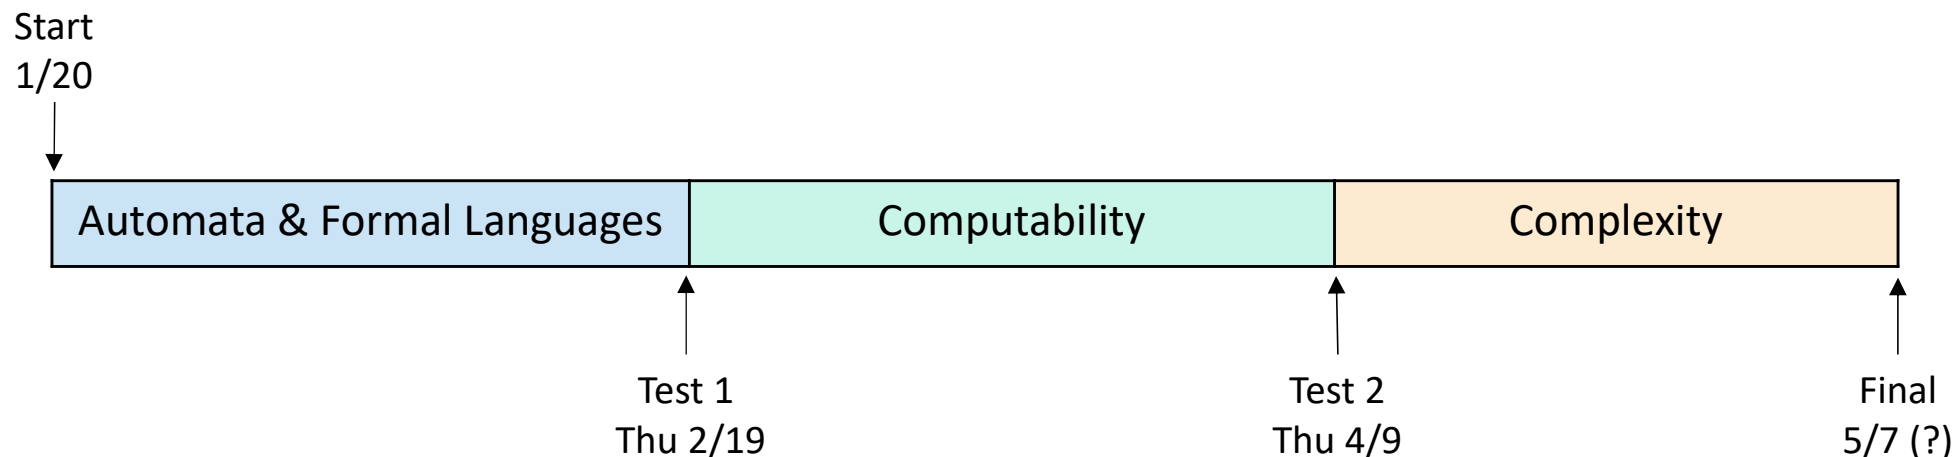 Start
1/20
Automata & Formal Languages
Computability
Complexity
Test 1
Thu 2/19
Test 2
Thu 4/9
Final
5/7 (?)